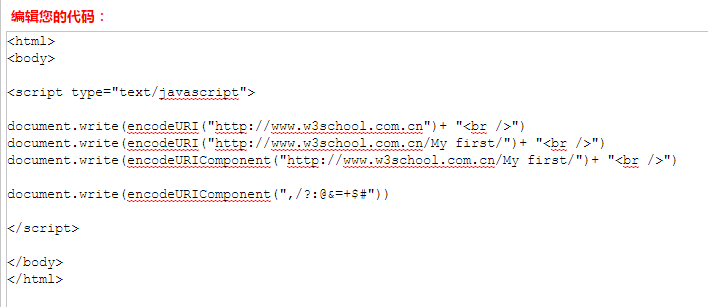 编辑您的代码：
<html>
<body>
<script type="text/javascript">
document.write(encodeURI("http://www.w3school.com.cn")+ "<br />")
document.write(encodeURI("http://www.w3school.com.cn/My first/")+ "<br />")
document.write(encodeURIComponent("http://www.w3school.com.cn/My first/")+ "<br />")
document.write(encodeURIComponent(",/?:@&=+$#"))
</script>
</body>
</html>